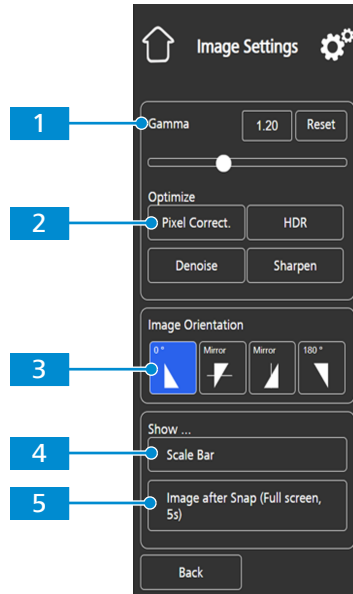 Image Settings
1
Gamma
1.20
Reset
Optimize
2
Pixel Correct.
HDR
Denoise
Sharpen
Image Orientation
3
0°
Mirror
Mirror
180°
Show ...
4
Scale Bar
5
Image after Snap (Full screen,
5s)
Back